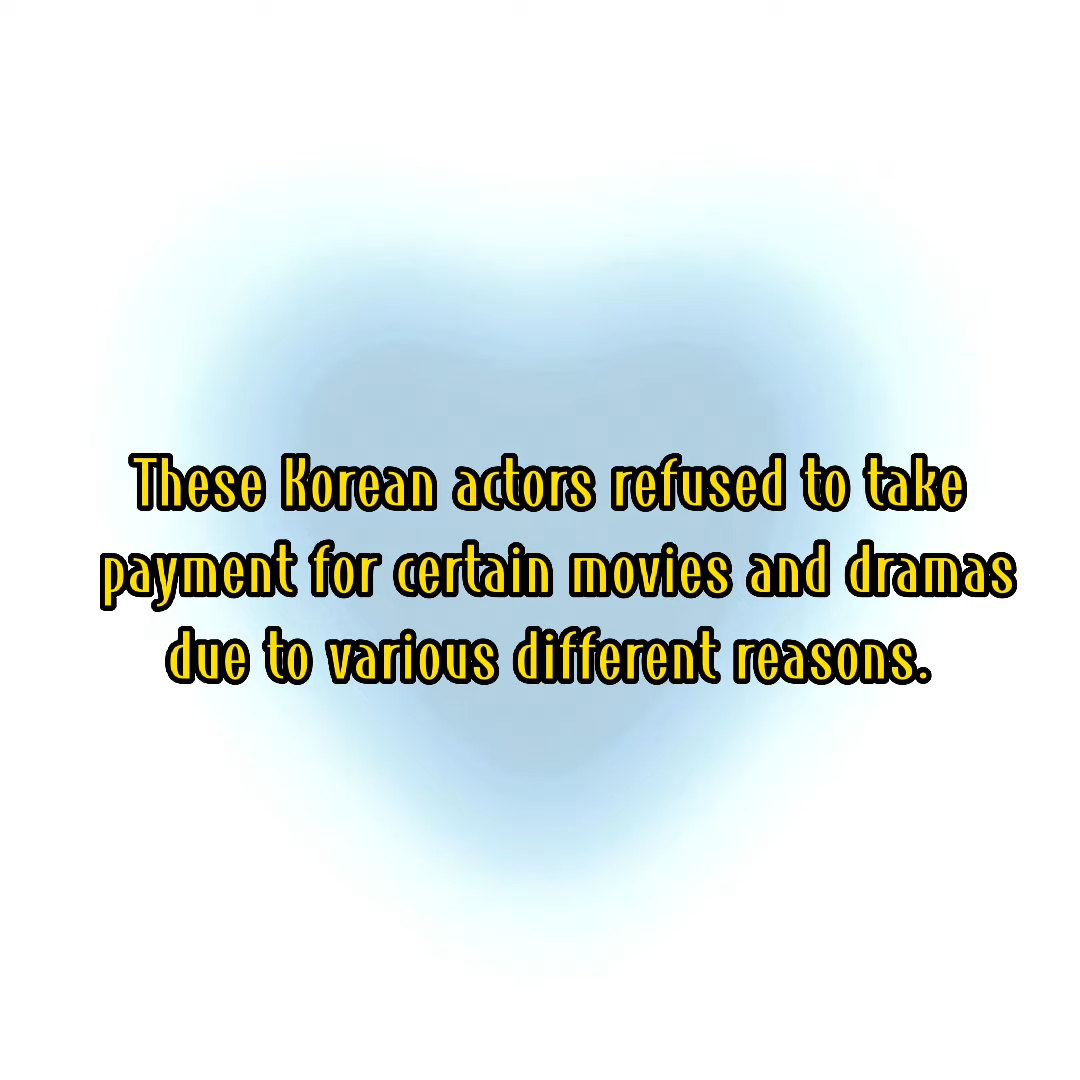 These Korean actors refused to take
payment for certain movies and dramas
due to various different reasons.